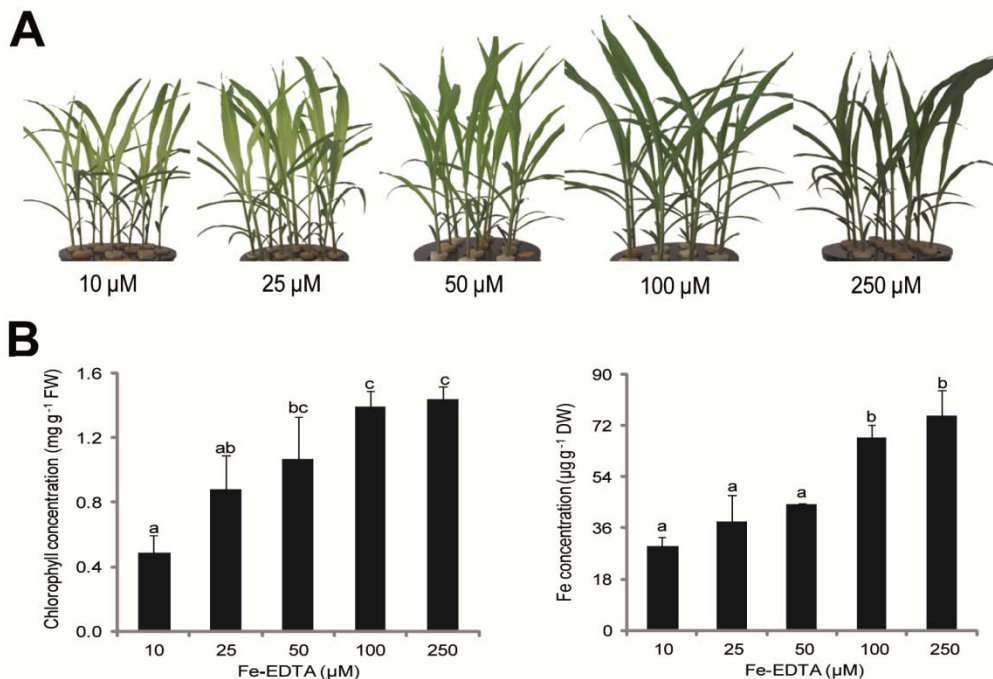 A
10 µM 25 µM 50 µM 100 µM 250 µM
B
Chlorophyll concentration (mg g⁻¹ FW)
1.6
1.2
0.8
0.4
0.0
a
ab
bc
c
c
10 25 50 100 250
Fe-EDTA (µM)
Fe concentration (µg g⁻¹ DW)
90
72
54
36
18
0
a
a
a
b
b
10 25 50 100 250
Fe-EDTA (µM)